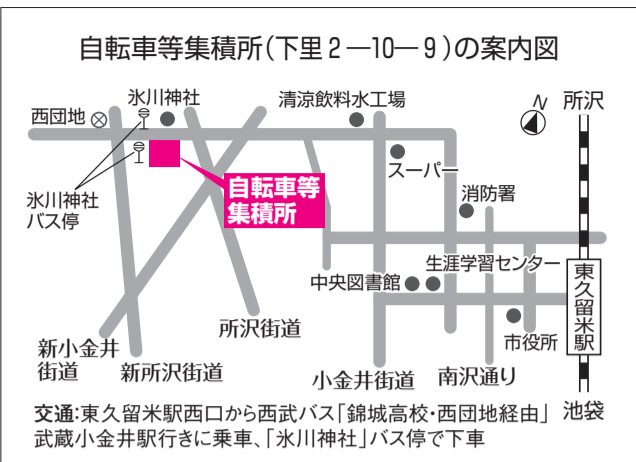 自転車等集積所(下里2―10―9)の案内図
氷川神社
清涼飲料水工場
N
所沢
西団地
スーパー
氷川神社
バス停
自転車等
集積所
消防署
中央図書館
生涯学習センター
東久留米駅
市役所
所沢街道
新小金井
街道
新所沢街道
小金井街道
南沢通り
池袋
交通:東久留米駅西口から西武バス「錦城高校・西団地経由」
武蔵小金井駅行きに乗車、「氷川神社」バス停で下車